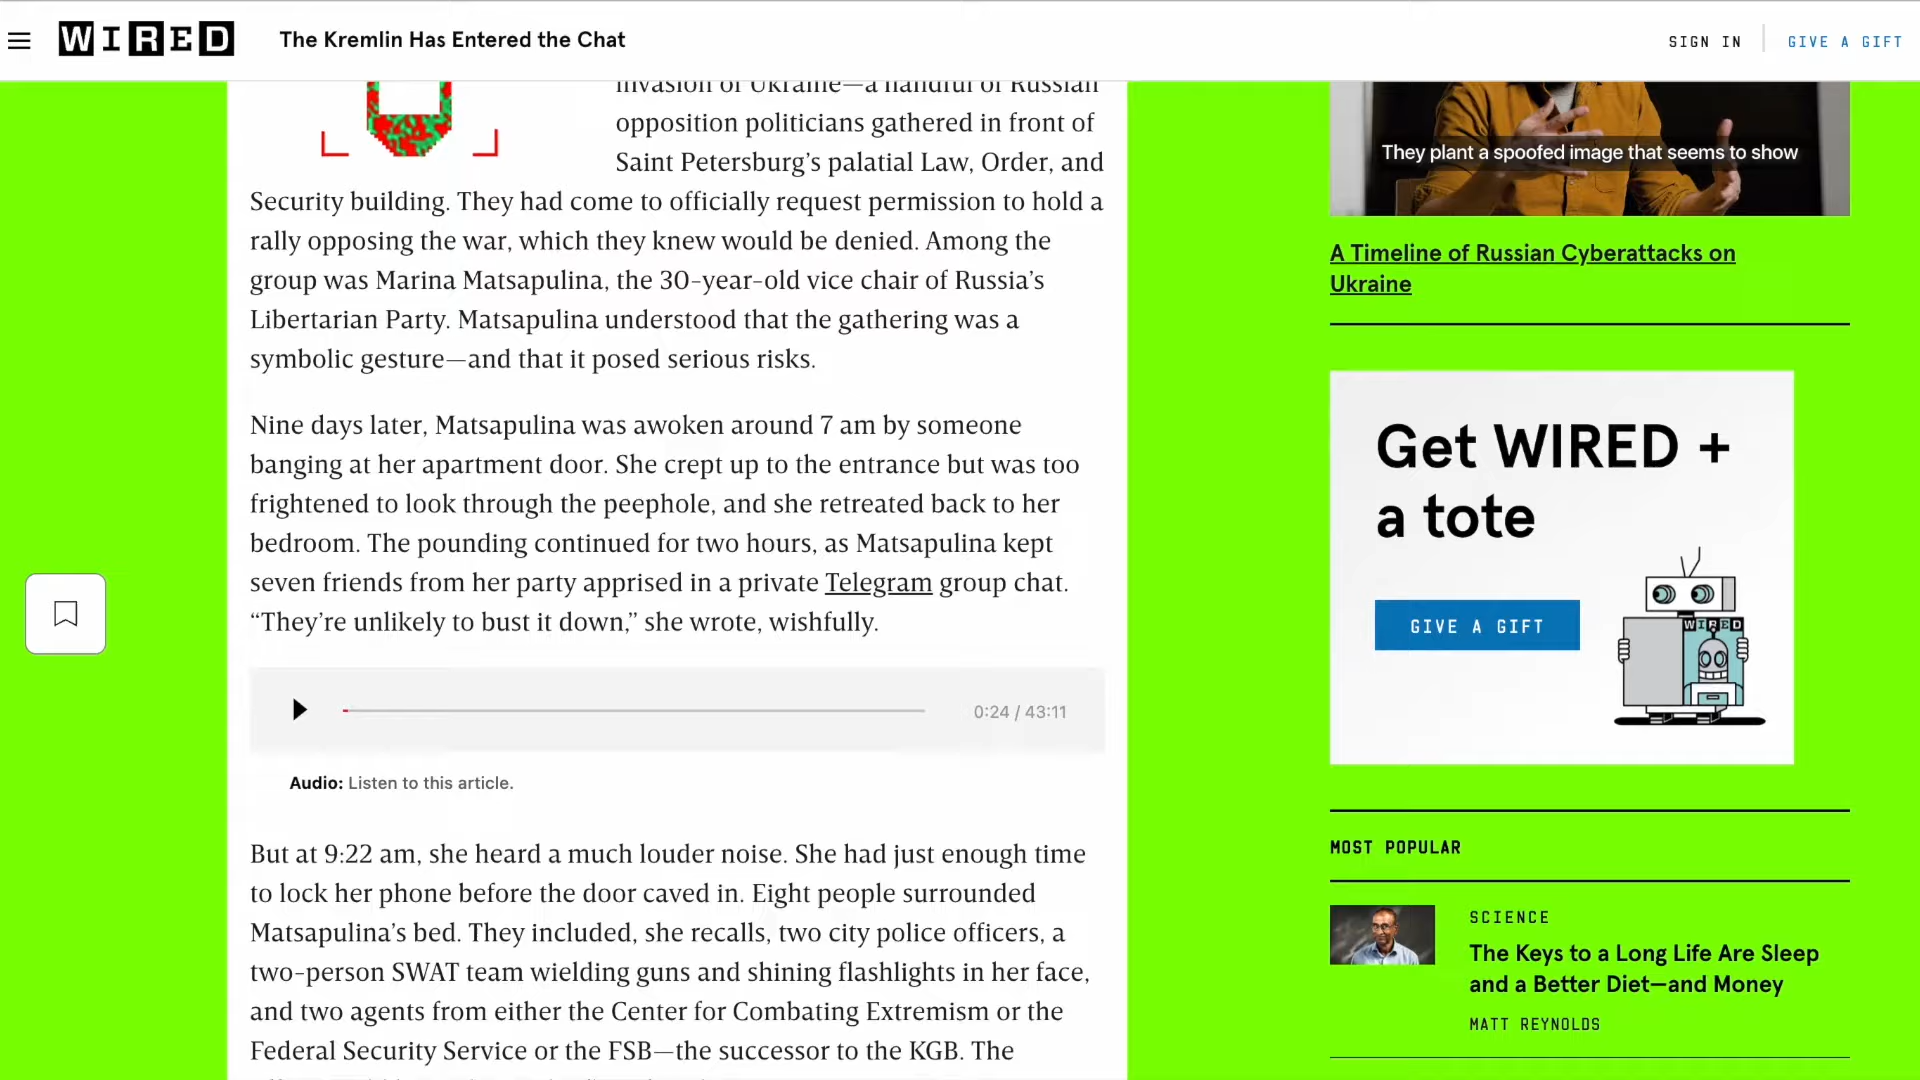 WIRED
The Kremlin Has Entered the Chat
SIGN IN
GIVE A GIFT
invasion of Ukraine—a handful of Russian
opposition politicians gathered in front of
Saint Petersburg’s palatial Law, Order, and
Security building. They had come to officially request permission to hold a
rally opposing the war, which they knew would be denied. Among the
group was Marina Matsapulina, the 30-year-old vice chair of Russia’s
Libertarian Party. Matsapulina understood that the gathering was a
symbolic gesture—and that it posed serious risks.
Nine days later, Matsapulina was awoken around 7 am by someone
banging at her apartment door. She crept up to the entrance but was too
frightened to look through the peephole, and she retreated back to her
bedroom. The pounding continued for two hours, as Matsapulina kept
seven friends from her party apprised in a private Telegram group chat.
“They’re unlikely to bust it down,” she wrote, wishfully.
0:24 / 43:11
Audio: Listen to this article.
But at 9:22 am, she heard a much louder noise. She had just enough time
to lock her phone before the door caved in. Eight people surrounded
Matsapulina’s bed. They included, she recalls, two city police officers, a
two-person SWAT team wielding guns and shining flashlights in her face,
and two agents from either the Center for Combating Extremism or the
Federal Security Service or the FSB—the successor to the KGB. The
They plant a spoofed image that seems to show
A Timeline of Russian Cyberattacks on
Ukraine
Get WIRED +
a tote
GIVE A GIFT
WIRED
MOST POPULAR
SCIENCE
The Keys to a Long Life Are Sleep
and a Better Diet—and Money
MATT REYNOLDS